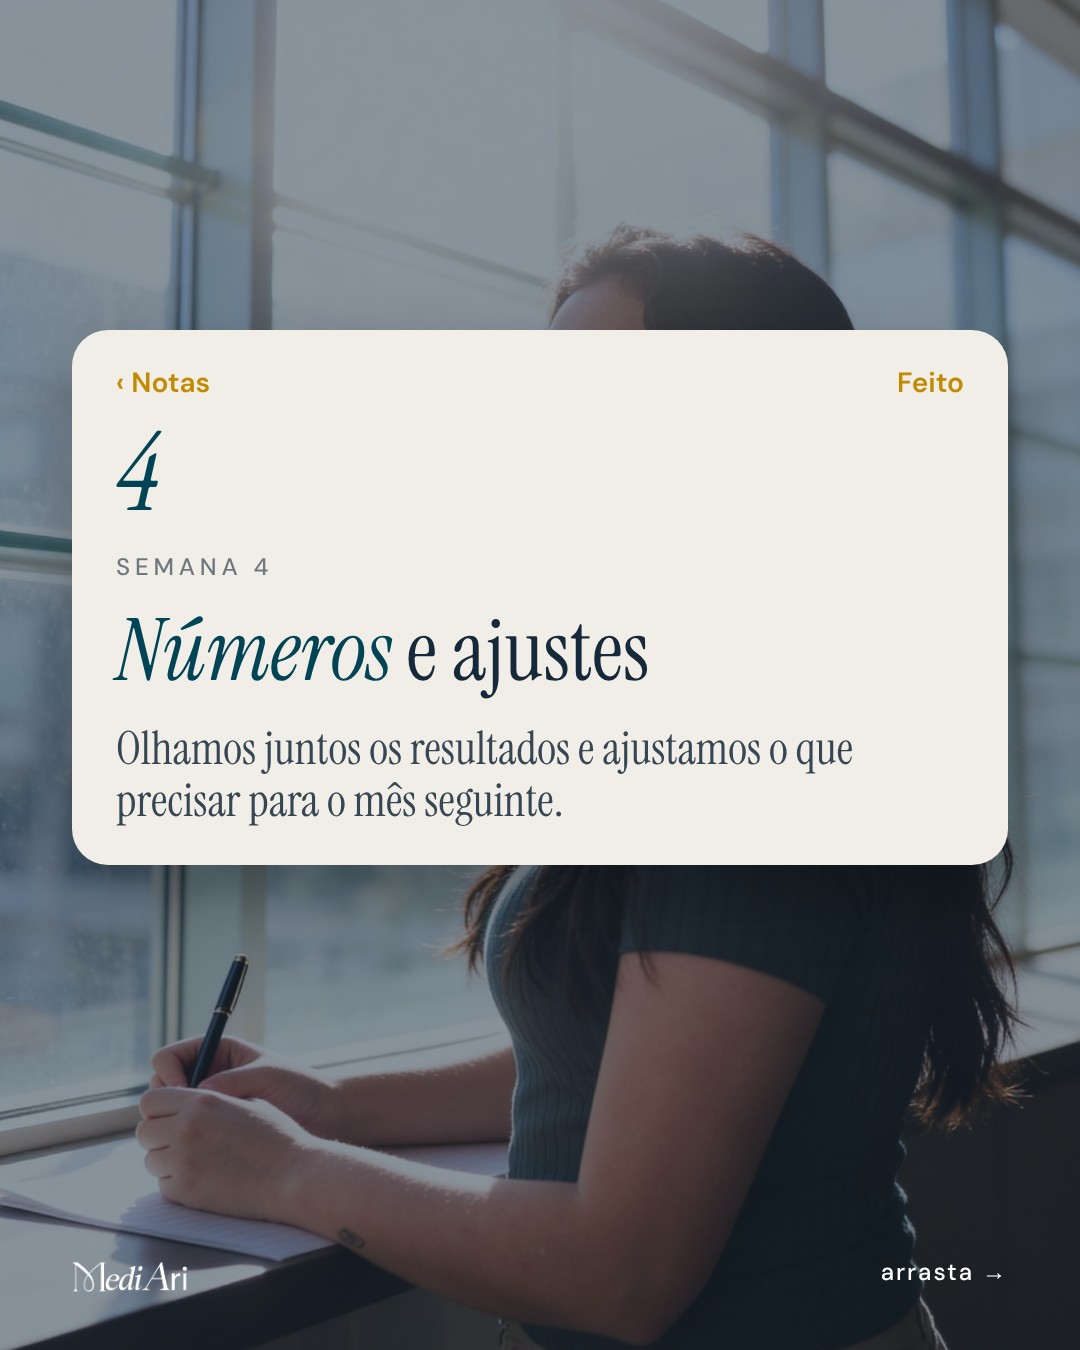 ‹ Notas
Feito
4
SEMANA 4
Números e ajustes
Olhamos juntos os resultados e ajustamos o que
precisar para o mês seguinte.
MediAri
arrasta →